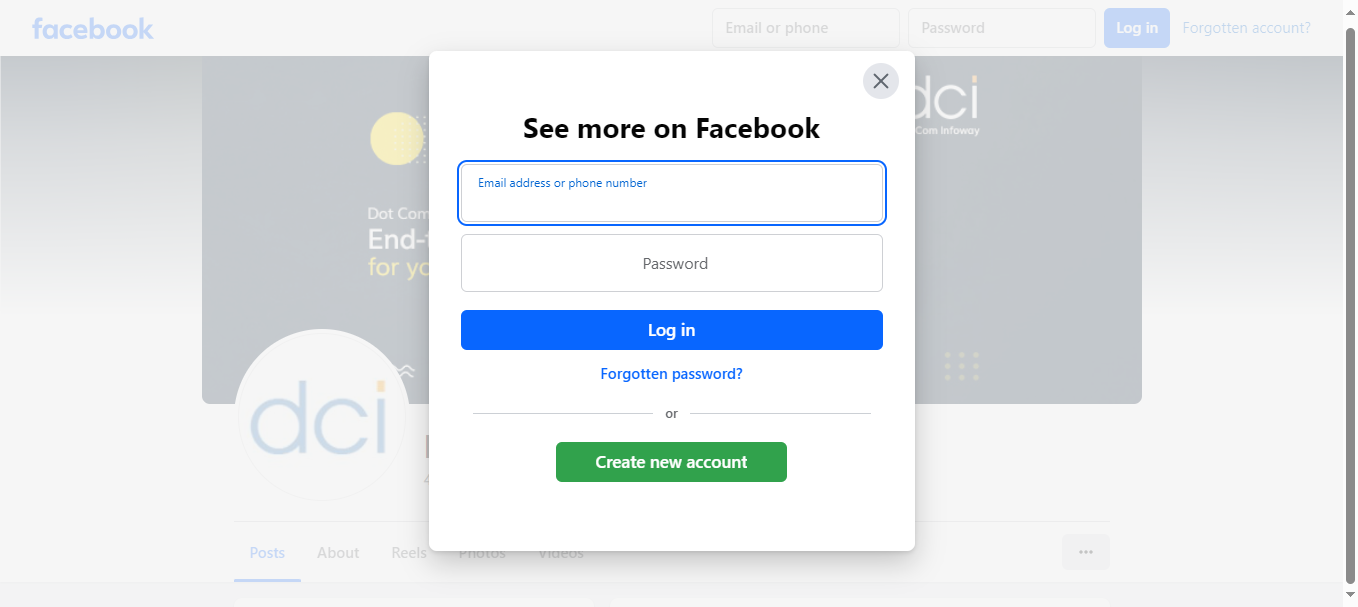 facebook
Email or phone
Password
Log in
Forgotten account?
dci
Com Infoway
See more on Facebook
Email address or phone number
Dot Com
End-
for yo
Password
Log in
Forgotten password?
dci
or
Create new account
Posts
About
Reels
Photos
Videos